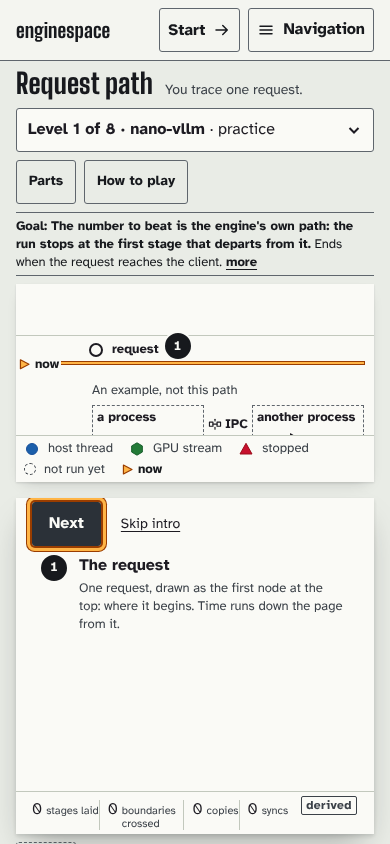 enginespace
Start →
Navigation
Request path You trace one request.
Level 1 of 8 · nano-vllm · practice
Parts
How to play
Goal: The number to beat is the engine's own path: the
run stops at the first stage that departs from it. Ends
when the request reaches the client. more
request 1
now
An example, not this path
a process
IPC
another process
host thread
GPU stream
stopped
not run yet
now
Next
Skip intro
1 The request
One request, drawn as the first node at the
top: where it begins. Time runs down the page
from it.
0 stages laid
0 boundaries
crossed
0 copies
0 syncs
derived